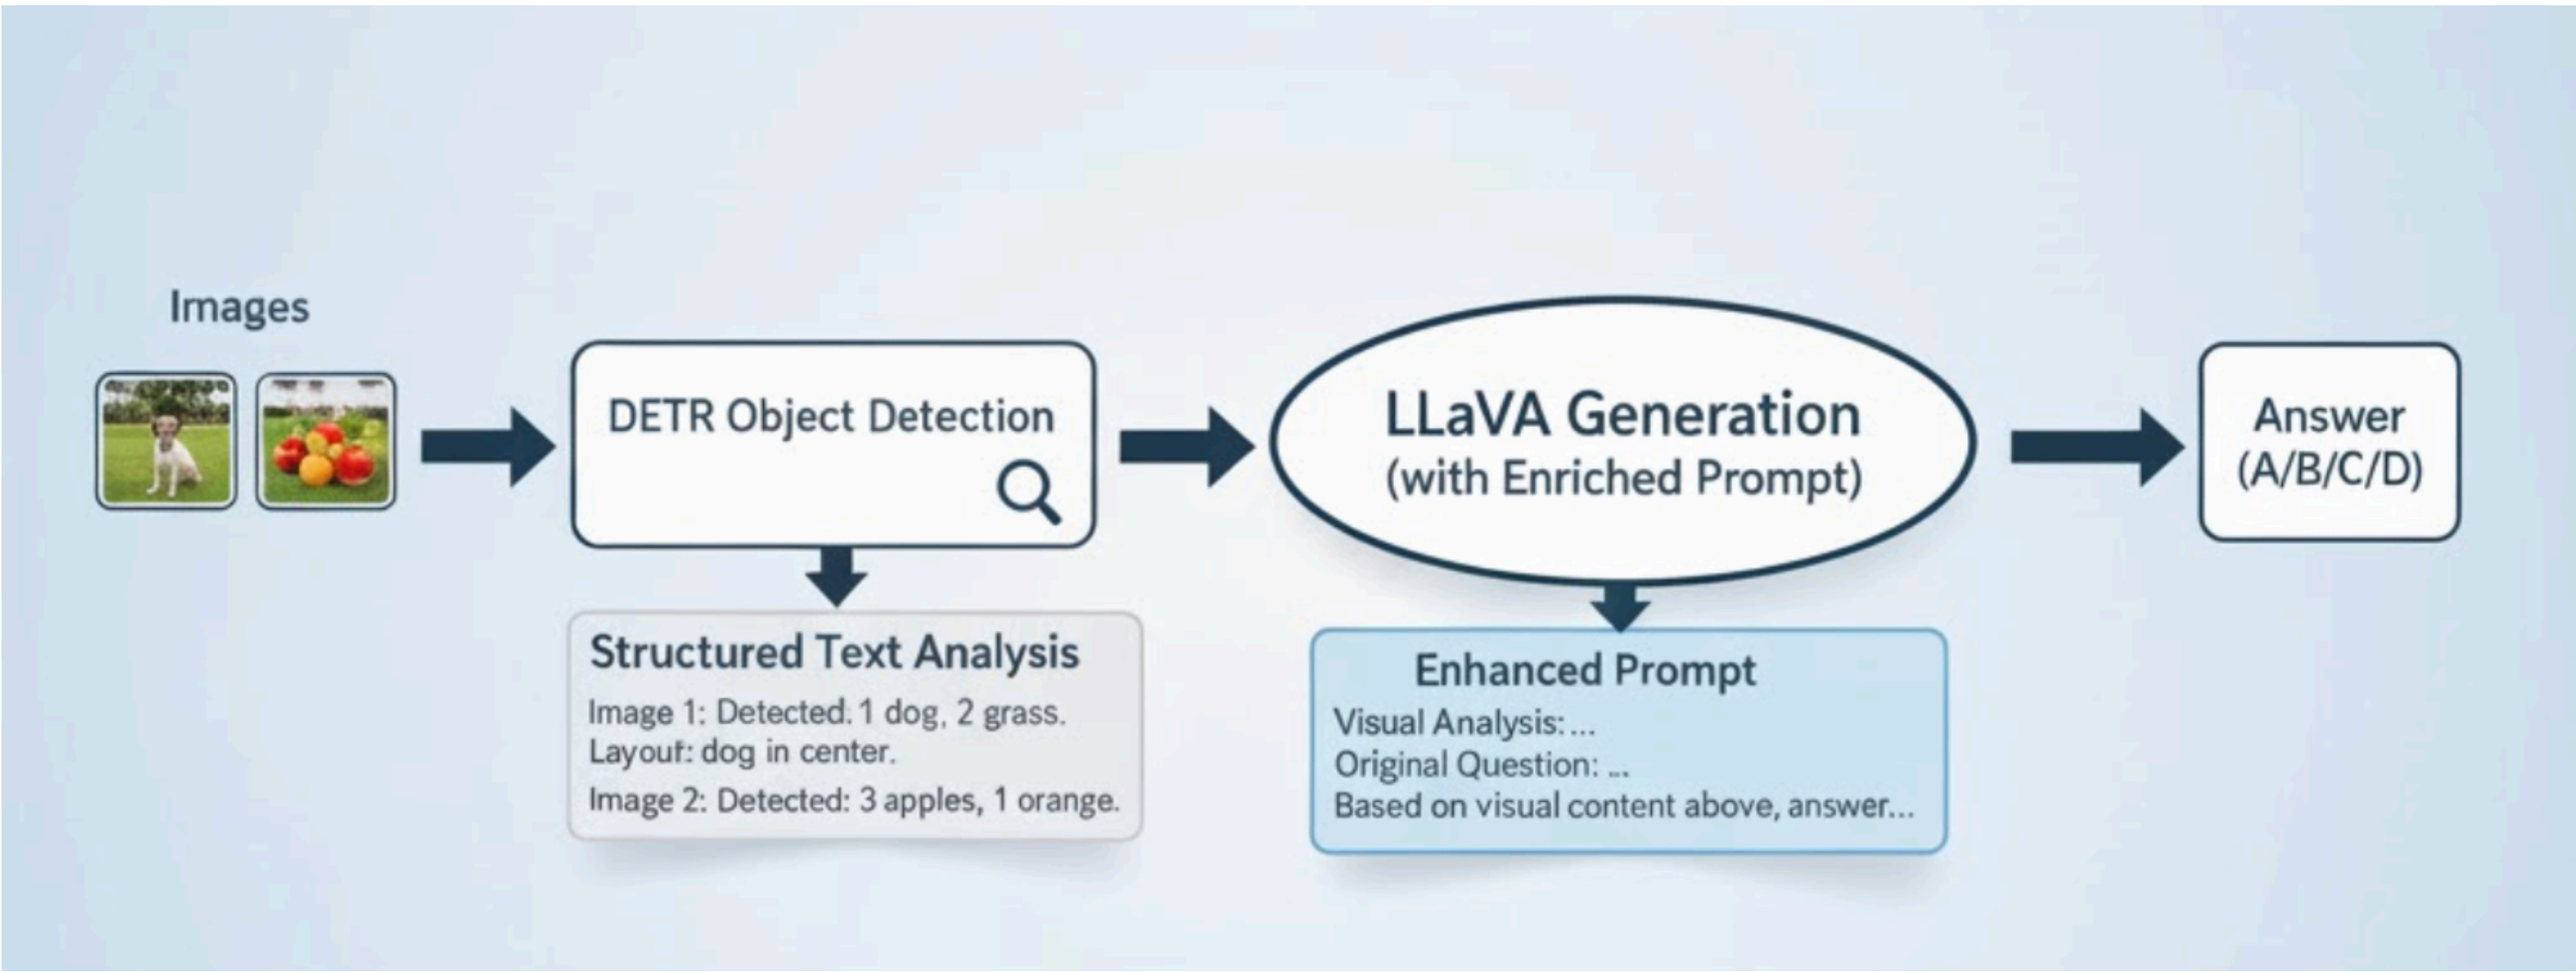 Images
DETR Object Detection
Structured Text Analysis
Image 1: Detected: 1 dog, 2 grass.
Layout: dog in center.
Image 2: Detected: 3 apples, 1 orange.
LLaVA Generation
(with Enriched Prompt)
Enhanced Prompt
Visual Analysis: ...
Original Question: ...
Based on visual content above, answer...
Answer
(A/B/C/D)